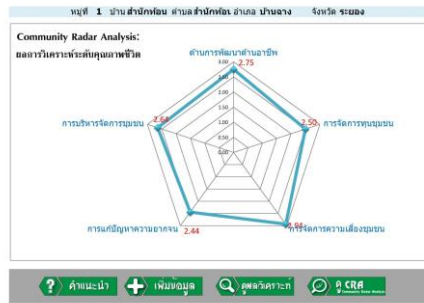 หมู่ที่ 1 บ้าน สำนักท้อน ตำบล สำนักท้อน อำเภอ บ้านฉาง จังหวัด ระยอง
Community Radar Analysis:
ผลการวิเคราะห์ระดับคุณภาพชีวิต
ด้านการพัฒนาด้านอาชีพ
3.00
2.75
2.50
2.00
1.50
1.00
0.50
0.00
การบริหารจัดการชุมชน
2.64
2.50
การจัดการทุนชุมชน
การแก้ปัญหาความยากจน
2.44
2.94
การจัดการความเสี่ยงชุมชน
คำแนะนำ
เพิ่มข้อมูล
ดูผลวิเคราะห์
ดู CRA
Community Radar Analysis